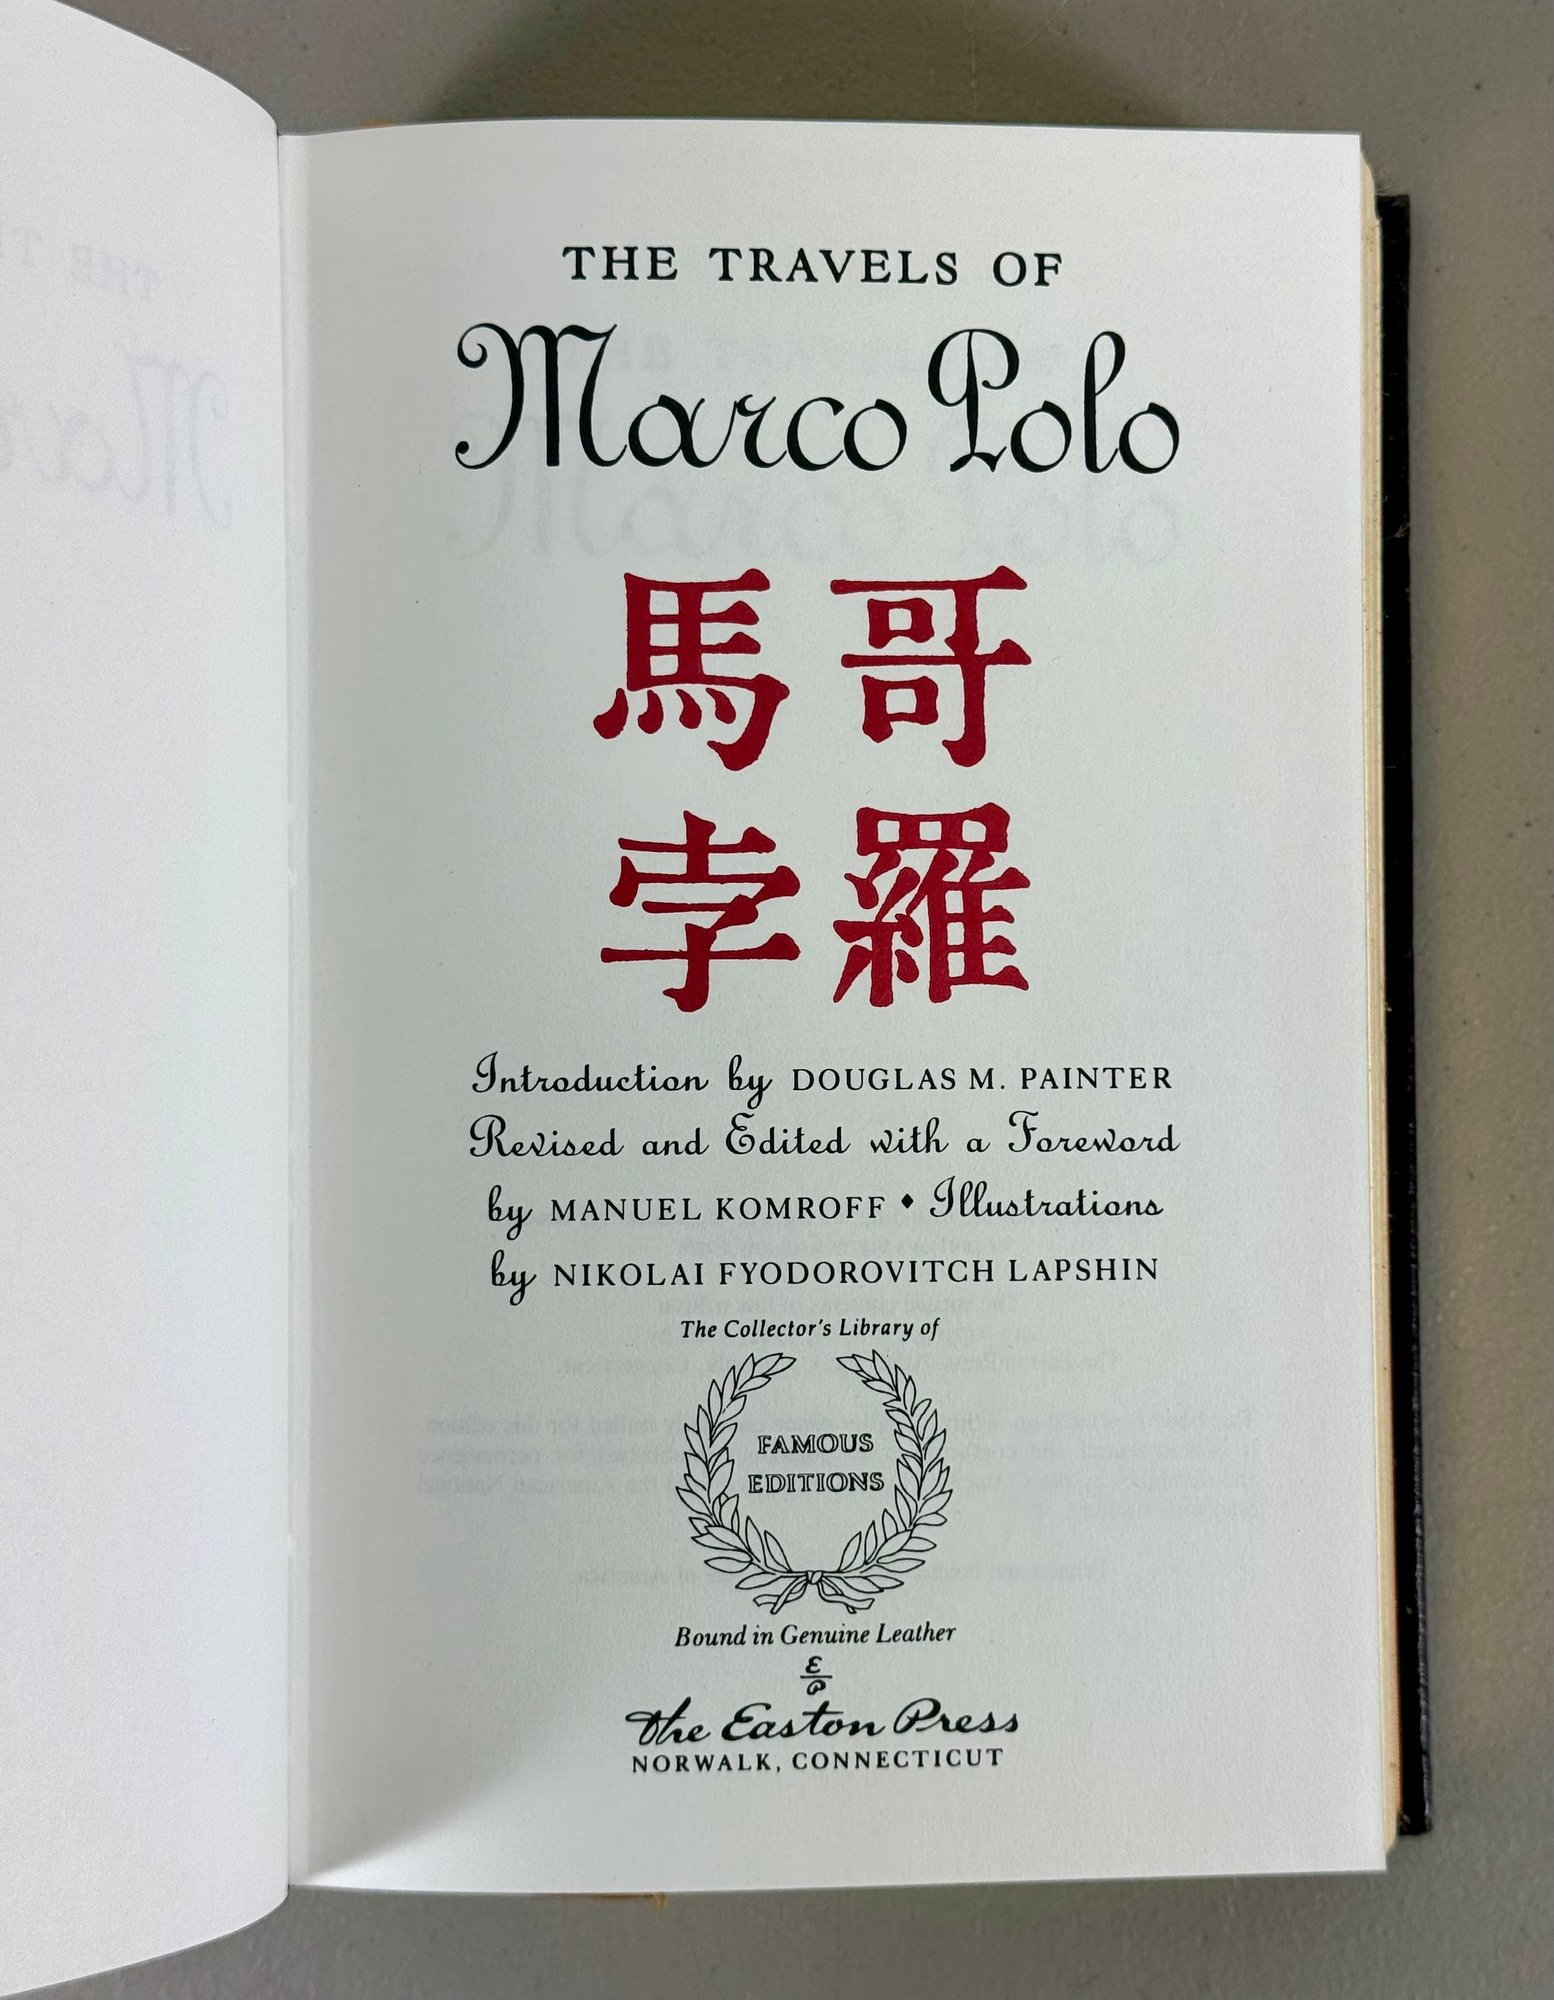 THE TRAVELS OF
Marco Polo
馬哥
孛羅
Introduction by DOUGLAS M. PAINTER
Revised and Edited with a Foreword
by MANUEL KOMROFF ♦ Illustrations
by NIKOLAI FYODOROVITCH LAPSHIN
The Collector's Library of
FAMOUS
EDITIONS
Bound in Genuine Leather
E
P
The Easton Press
NORWALK, CONNECTICUT